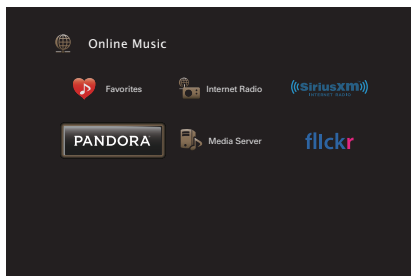 Online Music
Favorites
Internet Radio
((SiriusXM))
INTERNET RADIO
PANDORA
Media Server
flickr